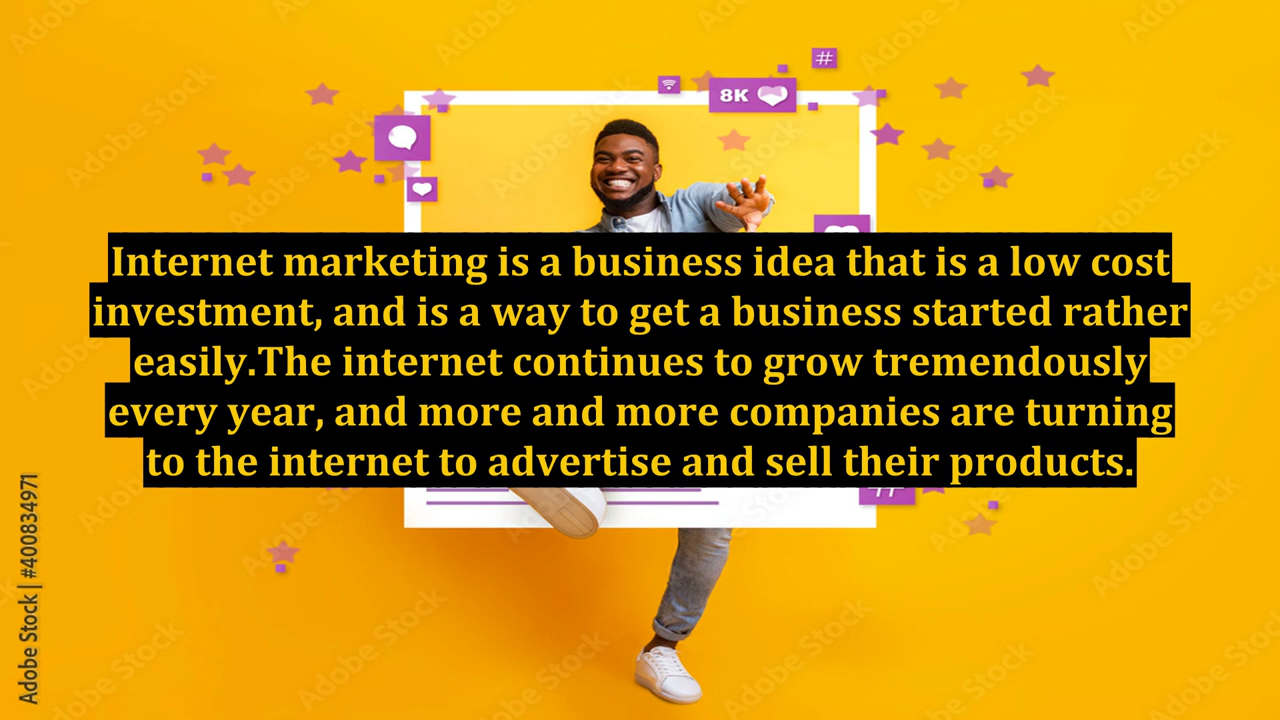 #
8K
Internet marketing is a business idea that is a low cost
investment, and is a way to get a business started rather
easily.The internet continues to grow tremendously
every year, and more and more companies are turning
to the internet to advertise and sell their products.
Adobe Stock | #400834971
Adobe Stock